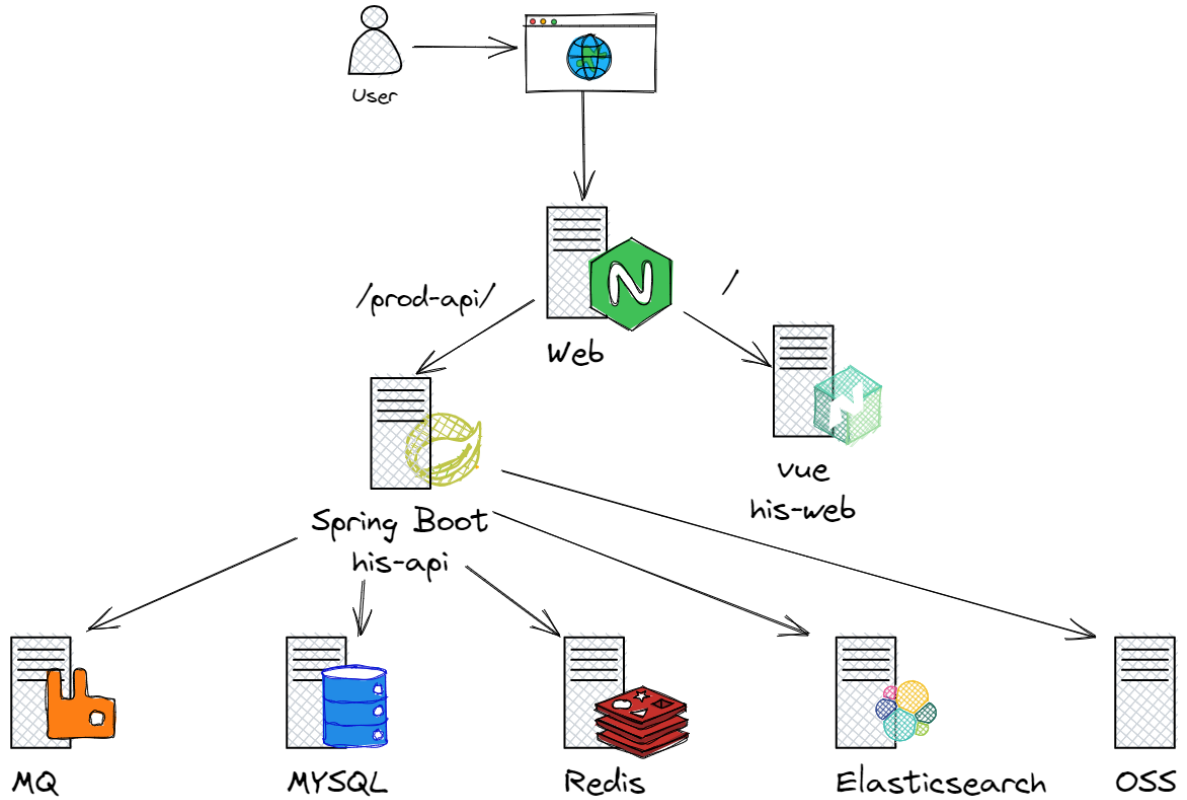 User
/prod-api/
/
Web
vue
his-web
Spring Boot
his-api
MQ
MYSQL
Redis
Elasticsearch
OSS